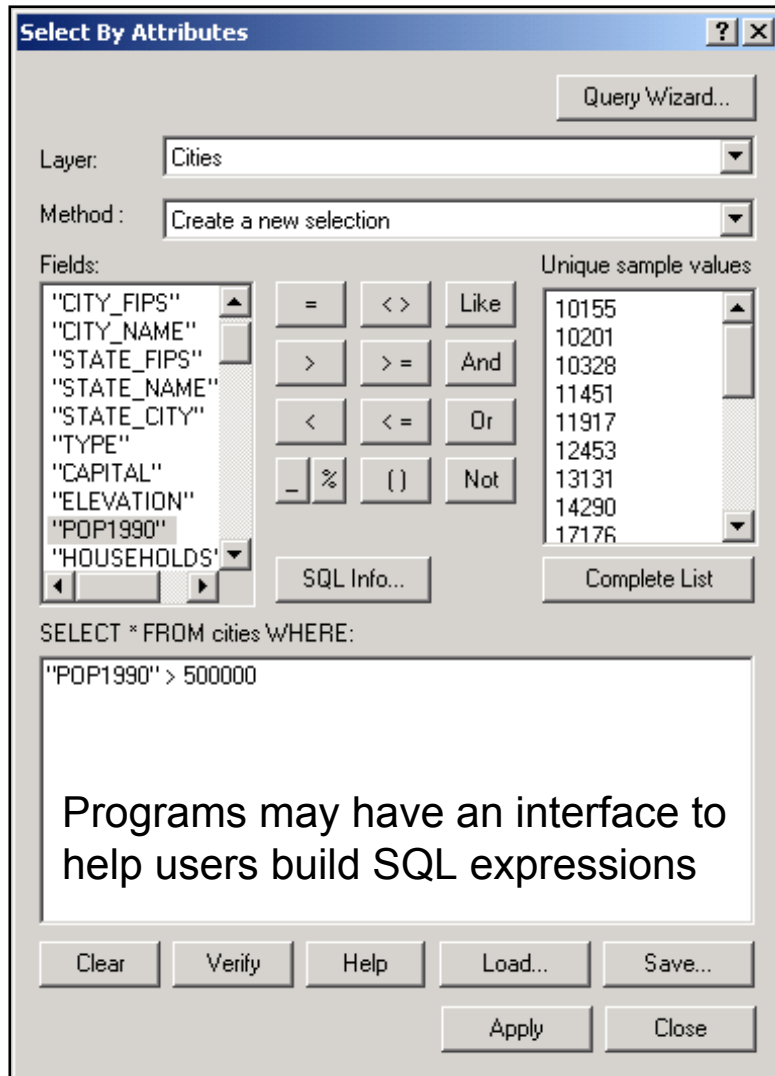 Select By Attributes
? X
Query Wizard...
Layer: Cities
Method : Create a new selection
Fields:
"CITY_FIPS"
"CITY_NAME"
"STATE_FIPS"
"STATE_NAME"
"STATE_CITY"
"TYPE"
"CAPITAL"
"ELEVATION"
"POP1990"
"HOUSEHOLDS"
= < > Like
> > = And
< < = Or
_ % ( ) Not
SQL Info...
Unique sample values
10155
10201
10328
11451
11917
12453
13131
14290
17176
Complete List
SELECT * FROM cities WHERE:
"POP1990" > 500000
Programs may have an interface to
help users build SQL expressions
Clear Verify Help Load... Save...
Apply Close